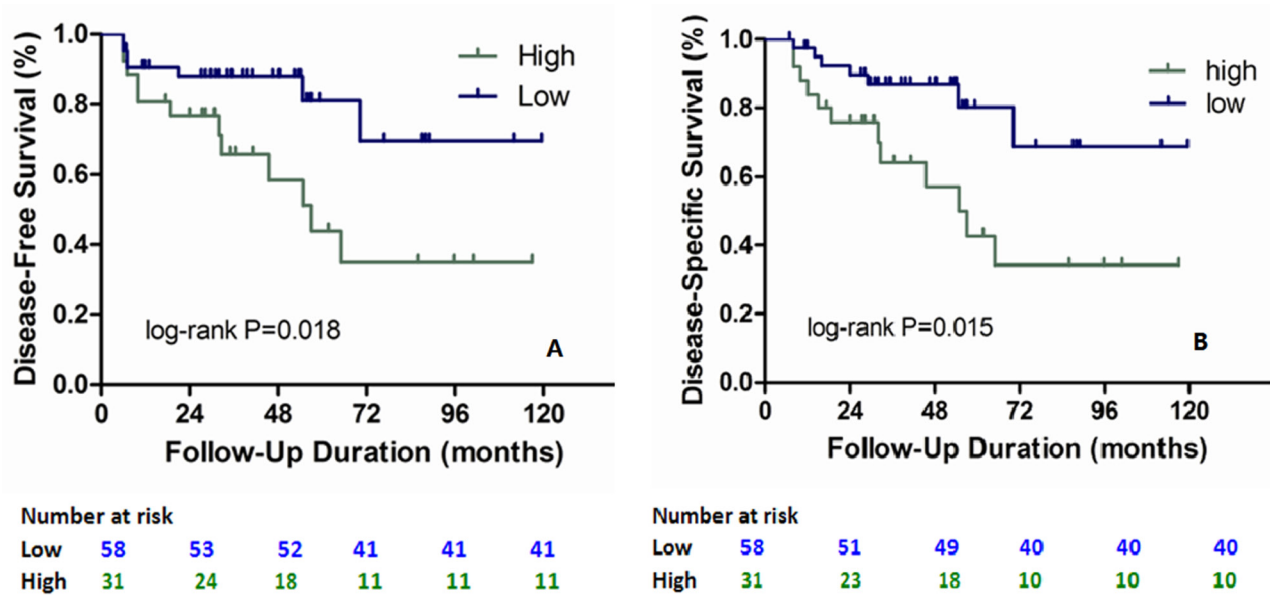 Disease-Free Survival (%)
1.0
0.8
0.6
0.4
0.2
0.0
High
Low
log-rank P=0.018
A
0 24 48 72 96 120
Follow-Up Duration (months)
Number at risk
Low 58 53 52 41 41 41
High 31 24 18 11 11 11
Disease-Specific Survival (%)
1.0
0.8
0.6
0.4
0.2
0.0
high
low
log-rank P=0.015
B
0 24 48 72 96 120
Follow-Up Duration (months)
Number at risk
Low 58 51 49 40 40 40
High 31 23 18 10 10 10